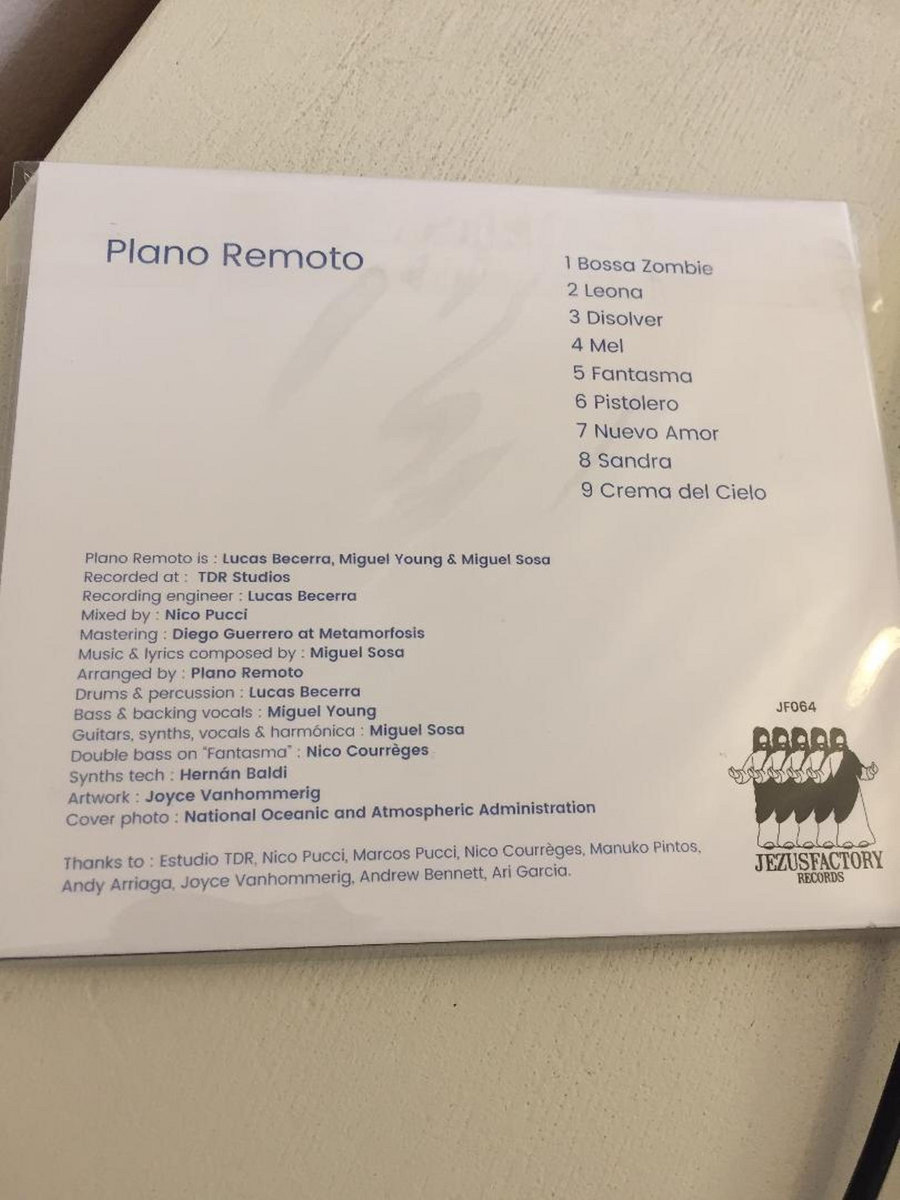 Plano Remoto
1 Bossa Zombie
2 Leona
3 Disolver
4 Mel
5 Fantasma
6 Pistolero
7 Nuevo Amor
8 Sandra
9 Crema del Cielo
Plano Remoto is : Lucas Becerra, Miguel Young & Miguel Sosa
Recorded at : TDR Studios
Recording engineer : Lucas Becerra
Mixed by : Nico Pucci
Mastering : Diego Guerrero at Metamorfosis
Music & lyrics composed by : Miguel Sosa
Arranged by : Plano Remoto
Drums & percussion : Lucas Becerra
Bass & backing vocals : Miguel Young
Guitars, synths, vocals & harmónica : Miguel Sosa
Double bass on "Fantasma" : Nico Courrèges
Synths tech : Hernán Baldi
Artwork : Joyce Vanhommerig
Cover photo : National Oceanic and Atmospheric Administration
Thanks to : Estudio TDR, Nico Pucci, Marcos Pucci, Nico Courrèges, Manuko Pintos,
Andy Arriaga, Joyce Vanhommerig, Andrew Bennett, Ari García.
JF064
JEZUSFACTORY
RECORDS